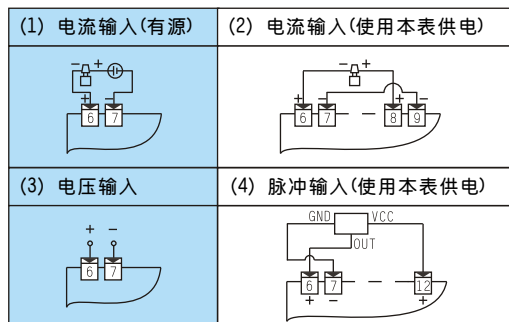 (1) 电流输入(有源)
(2) 电流输入(使用本表供电)
- +
+ -
6 7
- +
+ - + -
6 7 8 9
(3) 电压输入
(4) 脉冲输入(使用本表供电)
+ -
6 7
GND VCC
OUT
6 7 12
+ - +